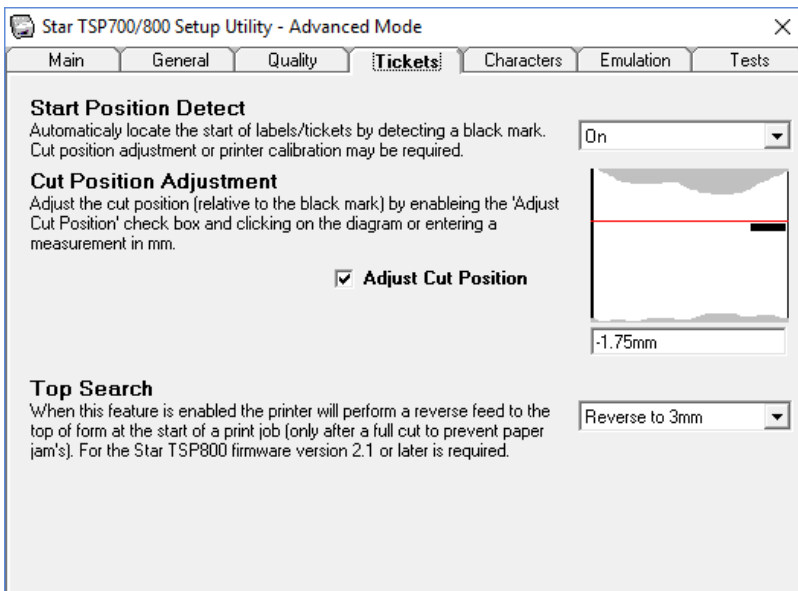 Star TSP700/800 Setup Utility - Advanced Mode
Main General Quality Tickets Characters Emulation Tests
Start Position Detect
Automaticaly locate the start of labels/tickets by detecting a black mark.
Cut position adjustment or printer calibration may be required.
On
Cut Position Adjustment
Adjust the cut position (relative to the black mark) by enableing the 'Adjust
Cut Position' check box and clicking on the diagram or entering a
measurement in mm.
Adjust Cut Position
-1.75mm
Top Search
When this feature is enabled the printer will perform a reverse feed to the
top of form at the start of a print job (only after a full cut to prevent paper
jam's). For the Star TSP800 firmware version 2.1 or later is required.
Reverse to 3mm